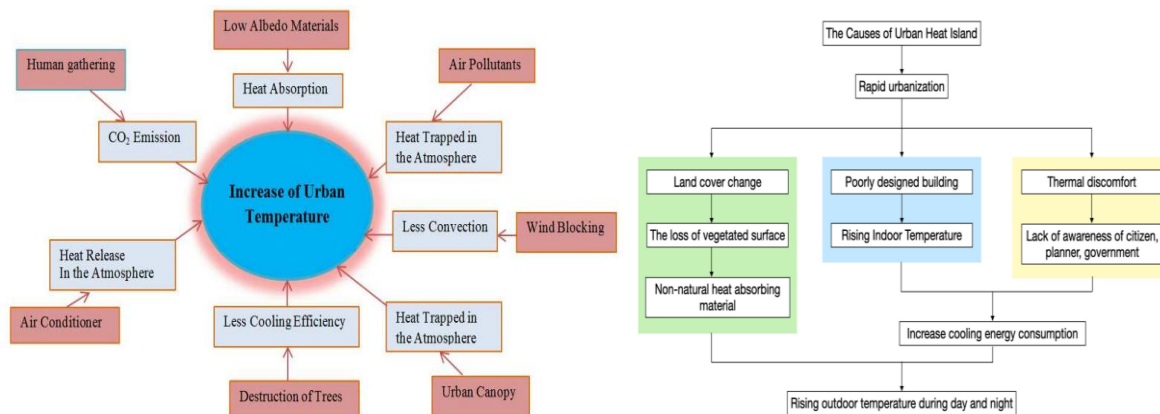 Low Albedo Materials
Human gathering
Air Pollutants
Heat Absorption
CO₂ Emission
Heat Trapped in
the Atmosphere
Increase of Urban
Temperature
Less Convection
Wind Blocking
Heat Release
In the Atmosphere
Air Conditioner
Less Cooling Efficiency
Heat Trapped in
the Atmosphere
Destruction of Trees
Urban Canopy
The Causes of Urban Heat Island
Rapid urbanization
Land cover change
The loss of vegetated surface
Non-natural heat absorbing
material
Poorly designed building
Rising Indoor Temperature
Thermal discomfort
Lack of awareness of citizen,
planner, government
Increase cooling energy consumption
Rising outdoor temperature during day and night